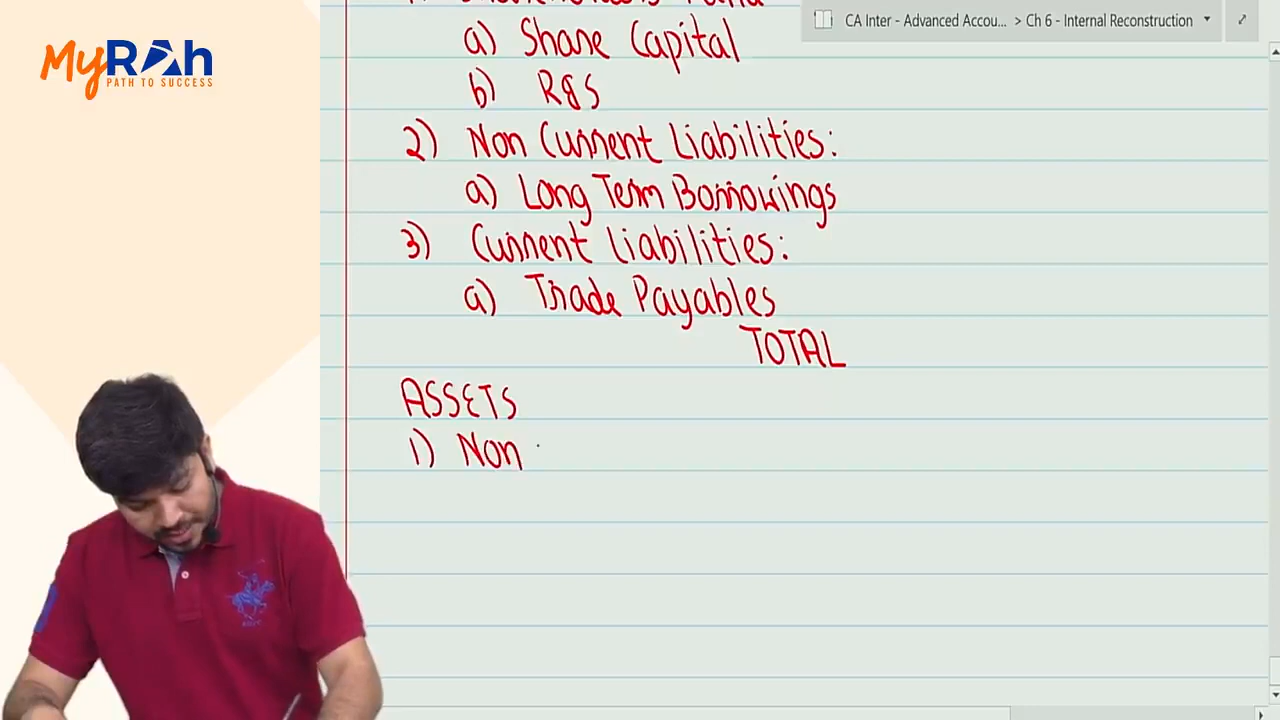 MyRAh
PATH TO SUCCESS
CA Inter - Advanced Accou... > Ch 6 - Internal Reconstruction
a) Share Capital
b) R&S
2) Non Current Liabilities:
a) Long Term Borrowings
3) Current Liabilities:
a) Trade Payables
TOTAL
ASSETS
1) Non